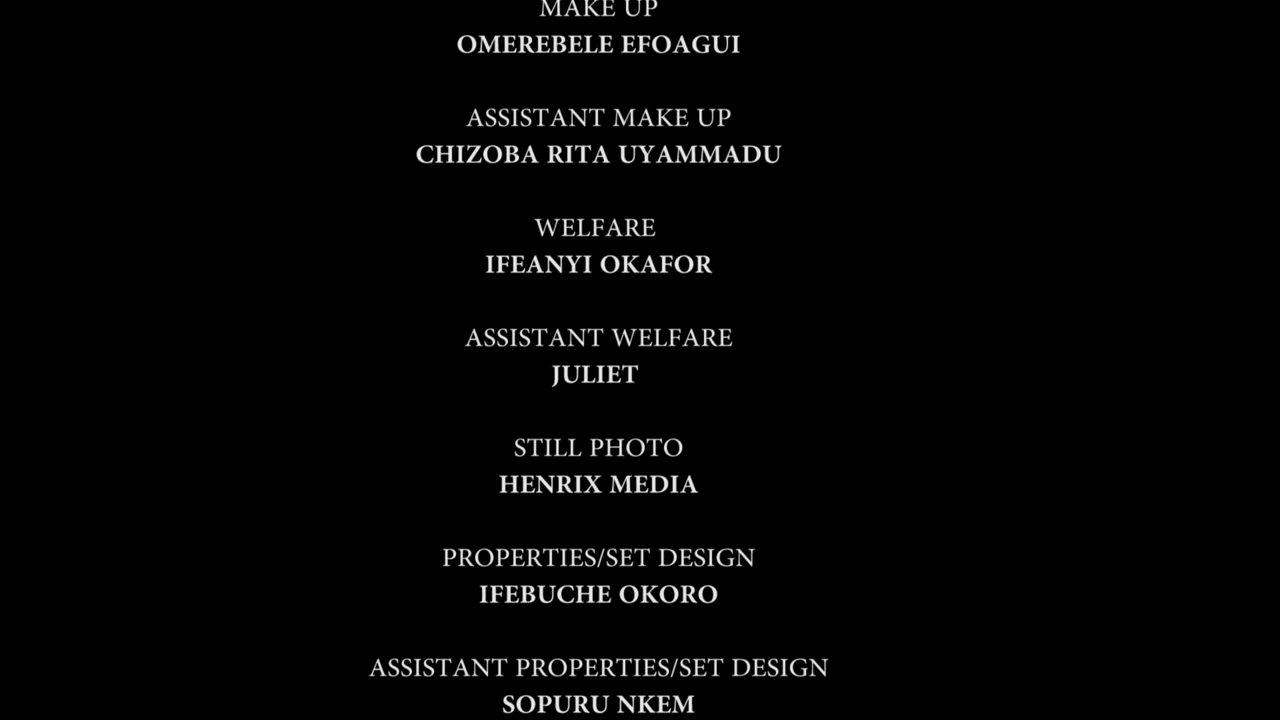 MAKE UP
OMEREBELE EFOAGUI
ASSISTANT MAKE UP
CHIZOBA RITA UYAMMADU
WELFARE
IFEANYI OKAFOR
ASSISTANT WELFARE
JULIET
STILL PHOTO
HENRIX MEDIA
PROPERTIES/SET DESIGN
IFEBUCHE OKORO
ASSISTANT PROPERTIES/SET DESIGN
SOPURU NKEM